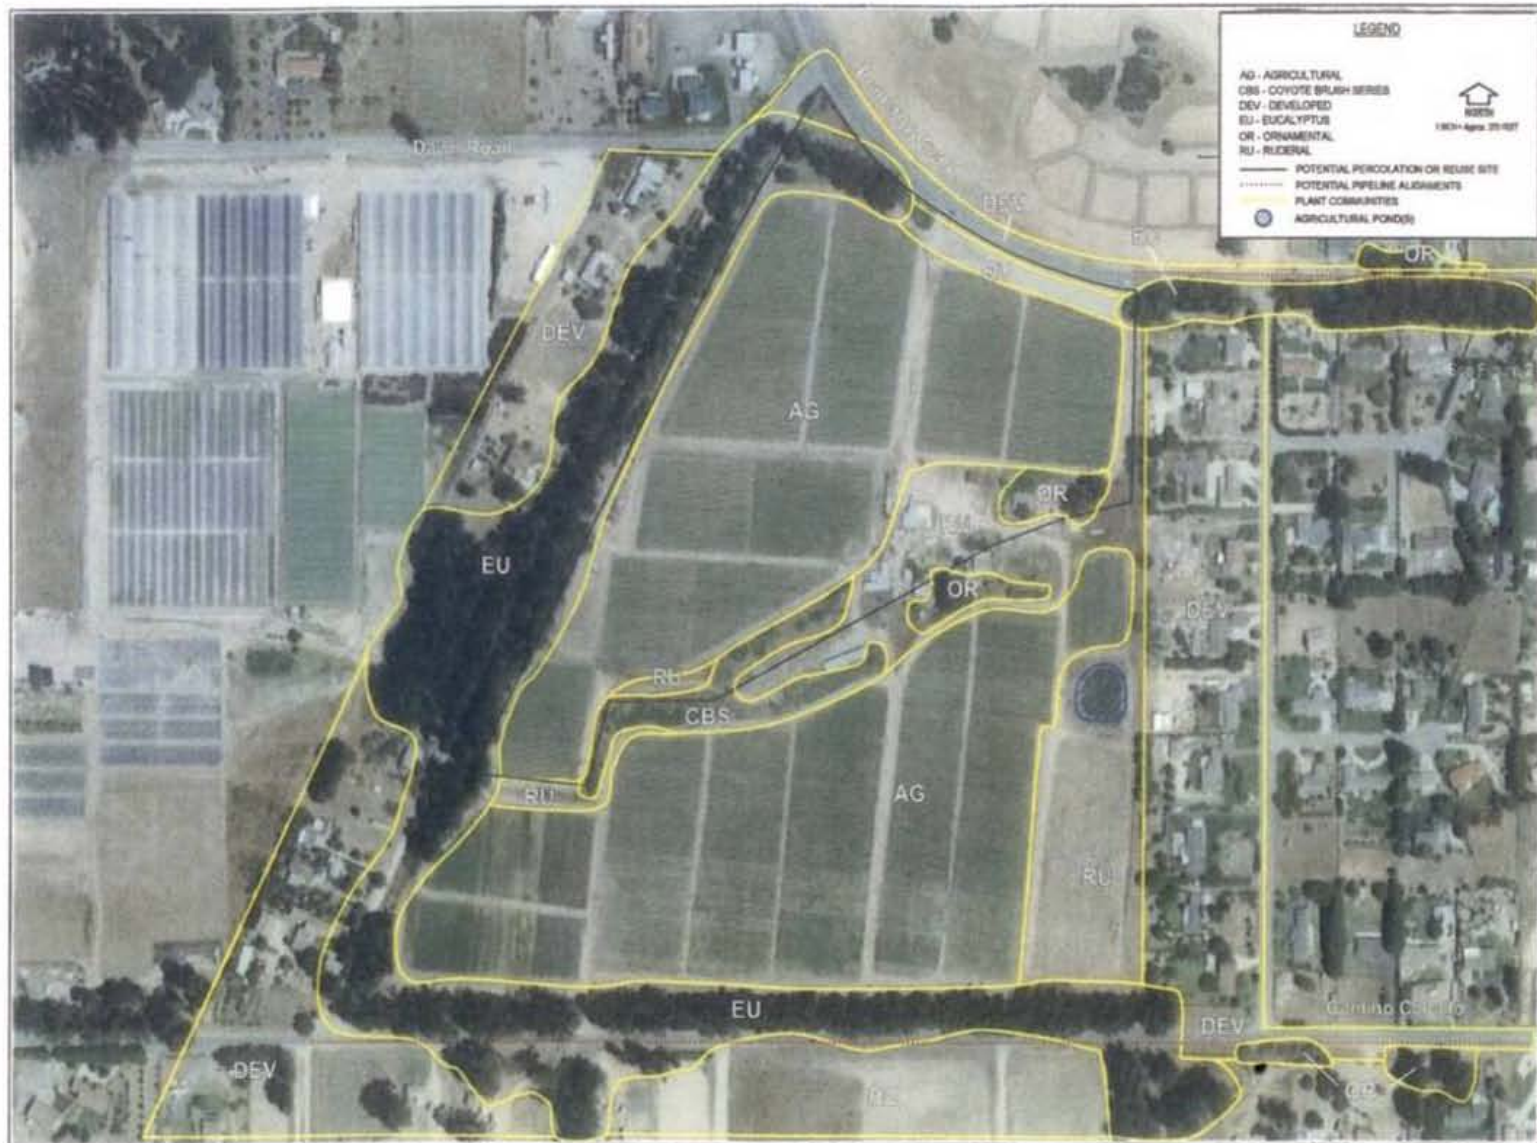 LEGEND
AG - AGRICULTURAL
CBS - COYOTE BRUSH SERIES
DEV - DEVELOPED
EU - EUCALYPTUS
OR - ORNAMENTAL
RU - RUDERAL
NORTH
POTENTIAL PERCOLATION OR REUSE SITE
POTENTIAL PIPELINE ALIGNMENTS
PLANT COMMUNITIES
AGRICULTURAL POND(S)
Road
DEV
OR
DEV
AG
OR
EU
OR
DEV
RU
CBS
RU
AG
RU
EU
DEV
Camino
DEV
OR